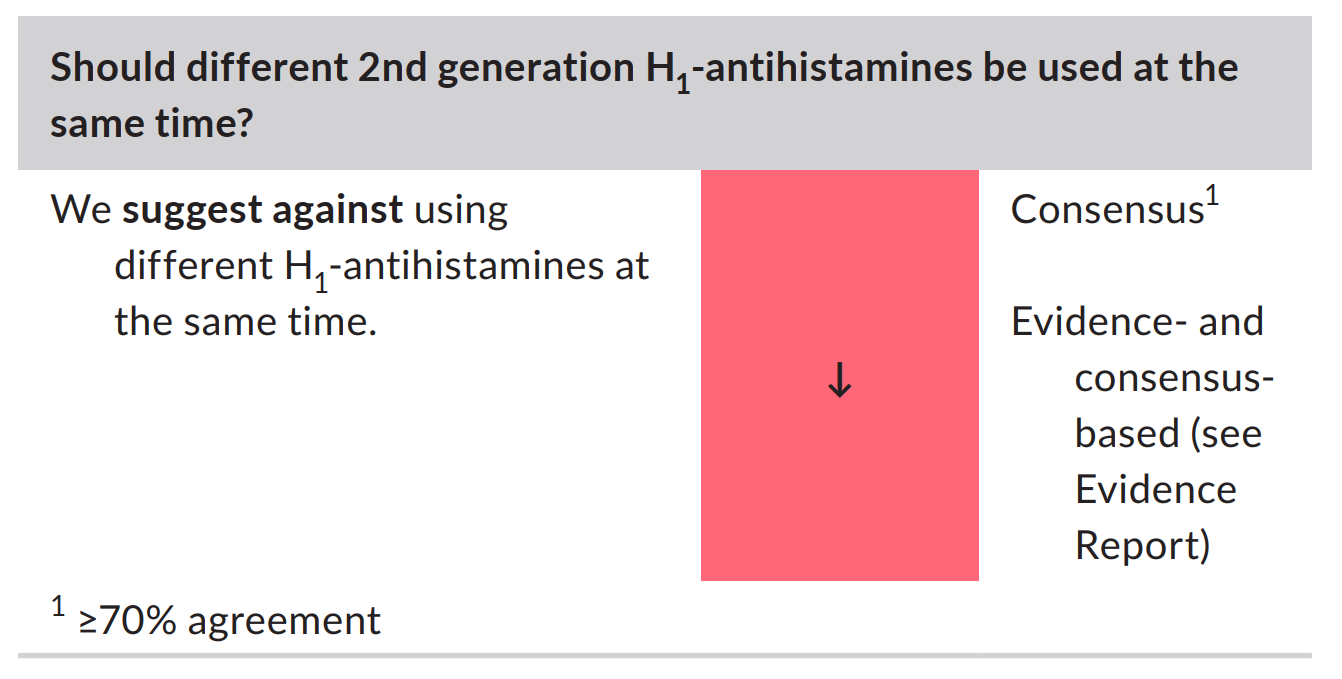 Should different 2nd generation H₁-antihistamines be used at the
same time?
We suggest against using
different H₁-antihistamines at
the same time.
↓
Consensus¹
Evidence- and
consensus-
based (see
Evidence
Report)
¹ ≥70% agreement